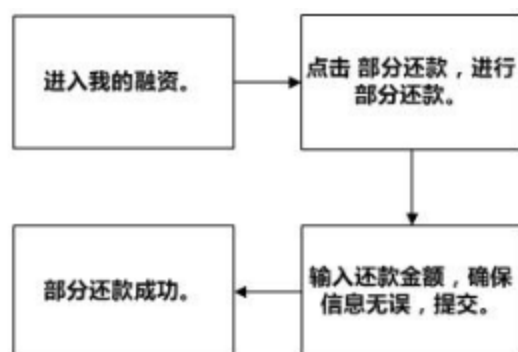 进入我的融资。
点击 部分还款，进行
部分还款。
输入还款金额，确保
信息无误，提交。
部分还款成功。